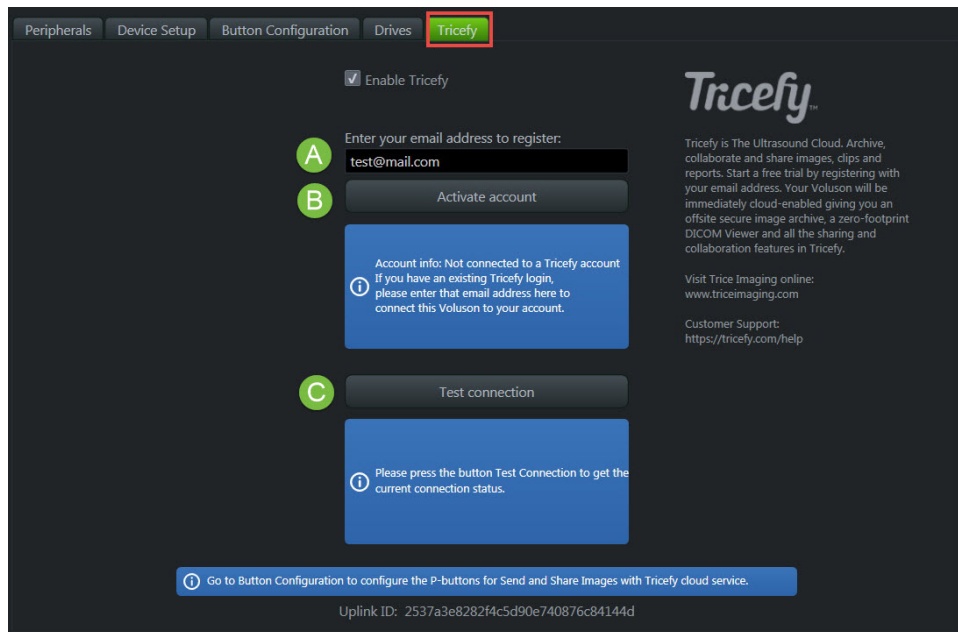 Peripherals Device Setup Button Configuration Drives Tricefy
Enable Tricefy
Enter your email address to register:
A
test@mail.com
B
Activate account
Account info: Not connected to a Tricefy account
If you have an existing Tricefy login,
please enter that email address here to
connect this Voluson to your account.
C
Test connection
Please press the button Test Connection to get the
current connection status.
Tricefy™
Tricefy is The Ultrasound Cloud. Archive,
collaborate and share images, clips and
reports. Start a free trial by registering with
your email address. Your Voluson will be
immediately cloud-enabled giving you an
offsite secure image archive, a zero-footprint
DICOM Viewer and all the sharing and
collaboration features in Tricefy.
Visit Trice Imaging online:
www.triceimaging.com
Customer Support:
https://tricefy.com/help
Go to Button Configuration to configure the P-buttons for Send and Share Images with Tricefy cloud service.
Uplink ID: 2537a3e8282f4c5d90e740876c84144d